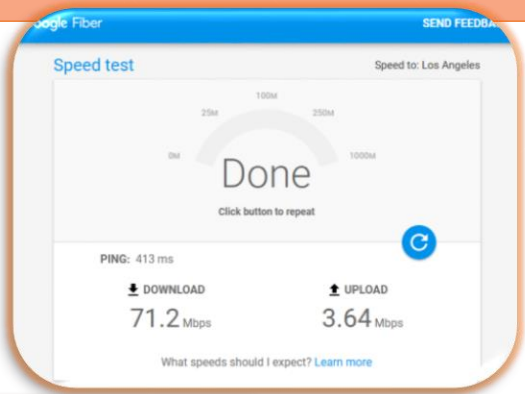 Google Fiber SEND FEEDBA
Speed test Speed to: Los Angeles
100M
25M 250M
0M 1000M
Done
Click button to repeat
PING: 413 ms
DOWNLOAD UPLOAD
71.2 Mbps 3.64 Mbps
What speeds should I expect? Learn more